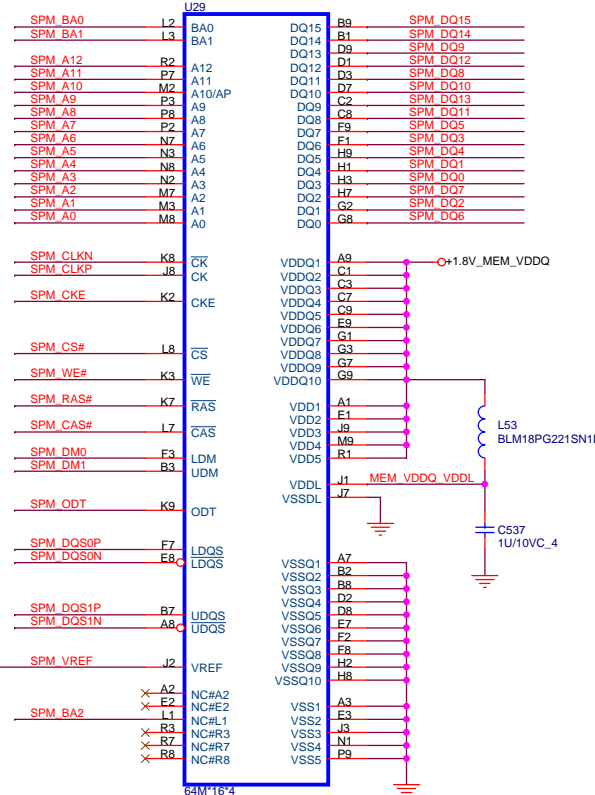 U29
SPM_BA0 L2 BA0 DQ15 B9 SPM_DQ15
SPM_BA1 L3 BA1 DQ14 B1 SPM_DQ14
DQ13 D9 SPM_DQ9
SPM_A12 R2 A12 DQ12 D1 SPM_DQ12
SPM_A11 P7 A11 DQ11 D3 SPM_DQ8
SPM_A10 M2 A10/AP DQ10 D7 SPM_DQ10
SPM_A9 P3 A9 DQ9 C2 SPM_DQ13
SPM_A8 P8 A8 DQ8 C8 SPM_DQ11
SPM_A7 P2 A7 DQ7 F9 SPM_DQ5
SPM_A6 N7 A6 DQ6 F1 SPM_DQ3
SPM_A5 N3 A5 DQ5 H9 SPM_DQ4
SPM_A4 N8 A4 DQ4 H1 SPM_DQ1
SPM_A3 N2 A3 DQ3 H3 SPM_DQ0
SPM_A2 M7 A2 DQ2 H7 SPM_DQ7
SPM_A1 M3 A1 DQ1 G2 SPM_DQ2
SPM_A0 M8 A0 DQ0 G8 SPM_DQ6
SPM_CLKN K8 CK VDDQ1 A9 +1.8V_MEM_VDDQ
SPM_CLKP J8 CK VDDQ2 C1
VDDQ3 C3
SPM_CKE K2 CKE VDDQ4 C7
VDDQ5 C9
VDDQ6 E9
VDDQ7 G1
SPM_CS# L8 CS VDDQ8 G3
VDDQ9 G7
SPM_WE# K3 WE VDDQ10 G9
SPM_RAS# K7 RAS VDD1 A1
VDD2 E1
SPM_CAS# L7 CAS VDD3 J9
VDD4 M9
SPM_DM0 F3 LDM VDD5 R1
SPM_DM1 B3 UDM
L53
BLM18PG221SN1
VDDL J1 MEM_VDDQ_VDDL
VSSDL J7
SPM_ODT K9 ODT
C537
1U/10VC_4
SPM_DQS0P F7 LDQS
SPM_DQS0N E8 LDQS VSSQ1 A7
VSSQ2 B2
VSSQ3 B8
VSSQ4 D2
SPM_DQS1P B7 UDQS VSSQ5 D8
SPM_DQS1N A8 UDQS VSSQ6 E7
VSSQ7 F2
VSSQ8 F8
SPM_VREF J2 VREF VSSQ9 H2
VSSQ10 H8
A2 NC#A2
E2 NC#E2 VSS1 A3
SPM_BA2 L1 NC#L1 VSS2 E3
R3 NC#R3 VSS3 J3
R7 NC#R7 VSS4 N1
R8 NC#R8 VSS5 P9
64M*16*4